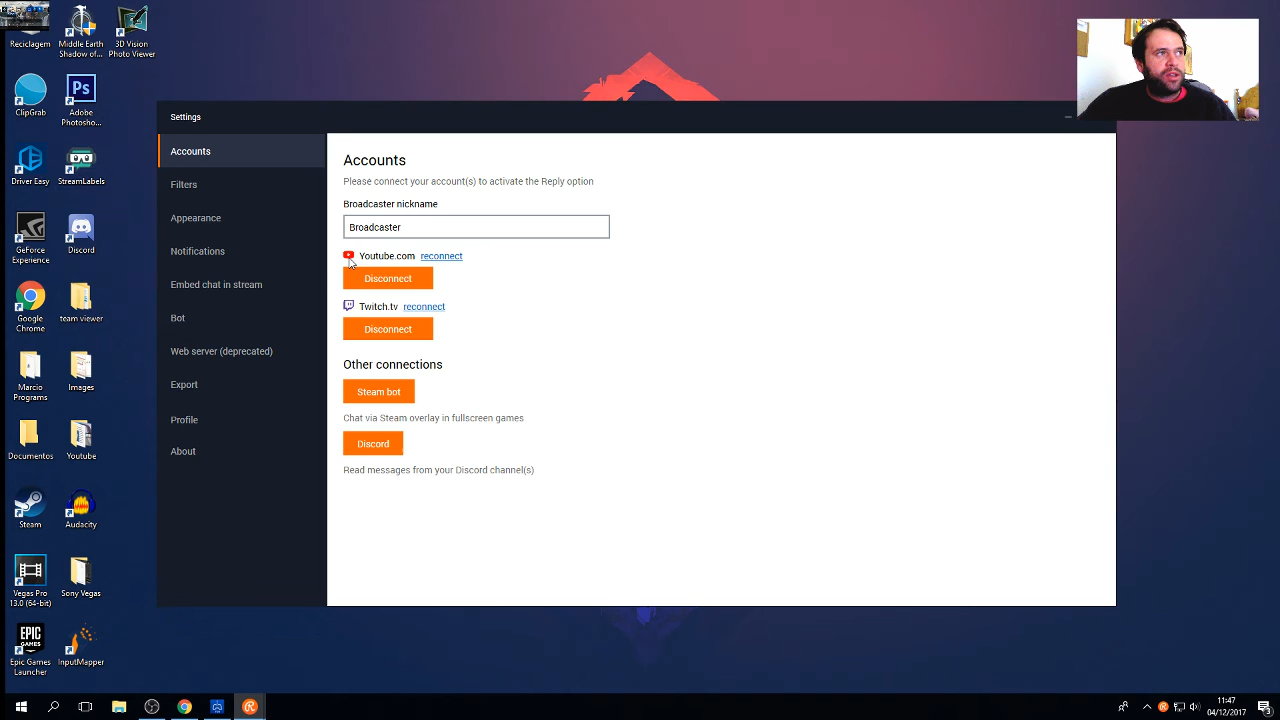 Reciclagem
Middle Earth
Shadow of...
3D Vision
Photo Viewer
ClipGrab
Adobe
Photosho...
Driver Easy
StreamLabels
GeForce
Experience
Discord
Google
Chrome
team viewer
Marcio
Programs
Images
Documentos
Youtube
Steam
Audacity
Vegas Pro
13.0 (64-bit)
Sony Vegas
Epic Games
Launcher
InputMapper
EPIC
GAMES
Ps
Settings
Accounts
Filters
Appearance
Notifications
Embed chat in stream
Bot
Web server (deprecated)
Export
Profile
About
Accounts
Please connect your account(s) to activate the Reply option
Broadcaster nickname
Broadcaster
Youtube.com reconnect
Disconnect
Twitch.tv reconnect
Disconnect
Other connections
Steam bot
Chat via Steam overlay in fullscreen games
Discord
Read messages from your Discord channel(s)
11:47
04/12/2017
3